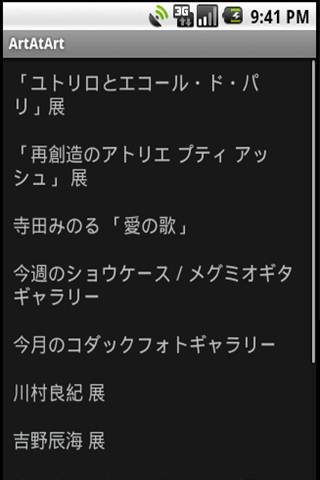 3G
9:41 PM
ArtAtArt
「ユトリロとエコール・ド・パ
リ」展
「再創造のアトリエ プティ アッ
シュ」 展
寺田みのる 「愛の歌」
今週のショウケース / メグミオギタ
ギャラリー
今月のコダックフォトギャラリー
川村良紀 展
吉野辰海 展